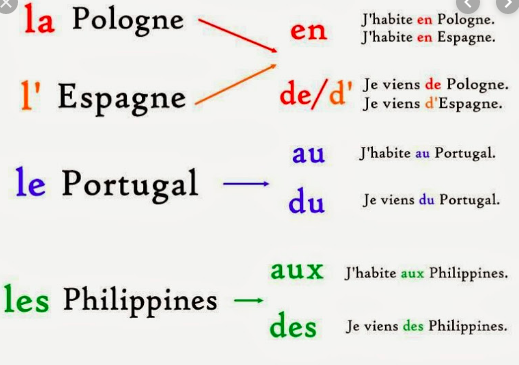 la Pologne
en
J'habite en Pologne.
J'habite en Espagne.
l' Espagne
de/d'
Je viens de Pologne.
Je viens d'Espagne.
le Portugal
au
J'habite au Portugal.
du
Je viens du Portugal.
les Philippines
aux
J'habite aux Philippines.
des
Je viens des Philippines.